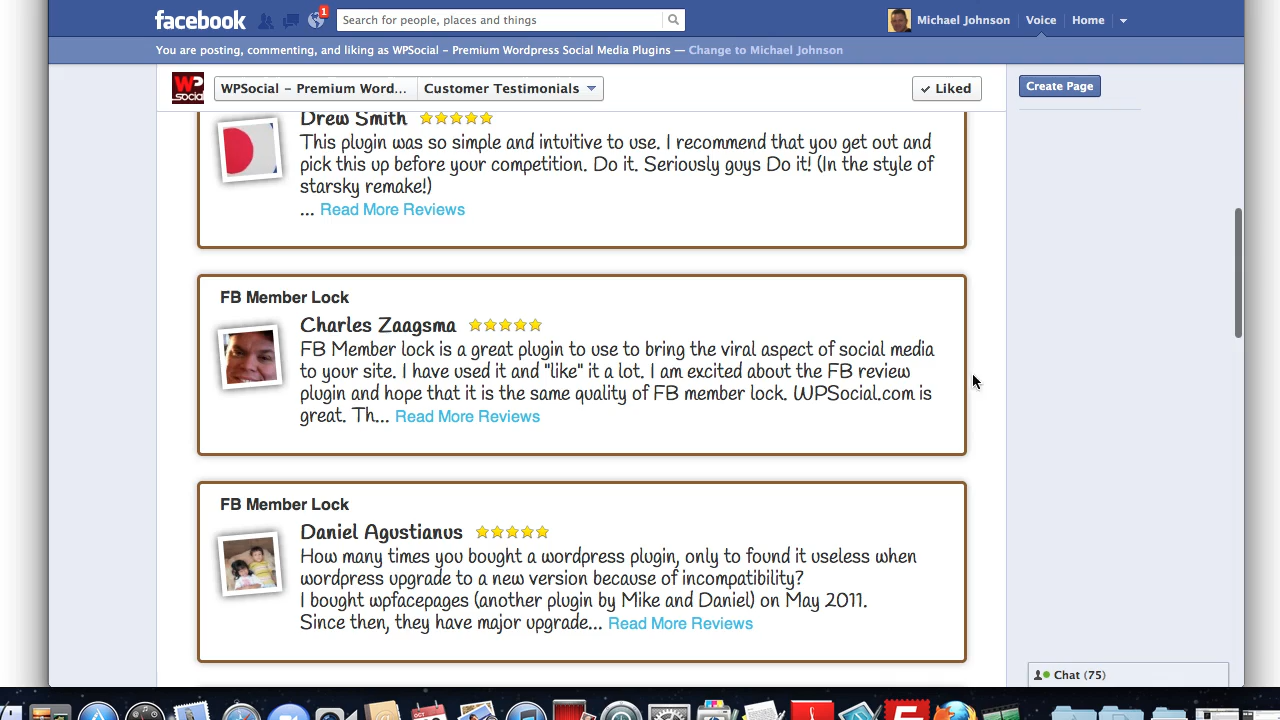 facebook
1
Search for people, places and things
Michael Johnson
Voice
Home
You are posting, commenting, and liking as WPSocial – Premium Wordpress Social Media Plugins — Change to Michael Johnson
WP
social
WPSocial – Premium Word...
Customer Testimonials
✓ Liked
Create Page
Drew Smith
This plugin was so simple and intuitive to use. I recommend that you get out and
pick this up before your competition. Do it. Seriously guys Do it! (In the style of
starsky remake!)
... Read More Reviews
FB Member Lock
Charles Zaagsma
FB Member lock is a great plugin to use to bring the viral aspect of social media
to your site. I have used it and "like" it a lot. I am excited about the FB review
plugin and hope that it is the same quality of FB member lock. WPSocial.com is
great. Th... Read More Reviews
FB Member Lock
Daniel Agustianus
How many times you bought a wordpress plugin, only to found it useless when
wordpress upgrade to a new version because of incompatibility?
I bought wpfacepages (another plugin by Mike and Daniel) on May 2011.
Since then, they have major upgrade... Read More Reviews
Chat (75)
OCT